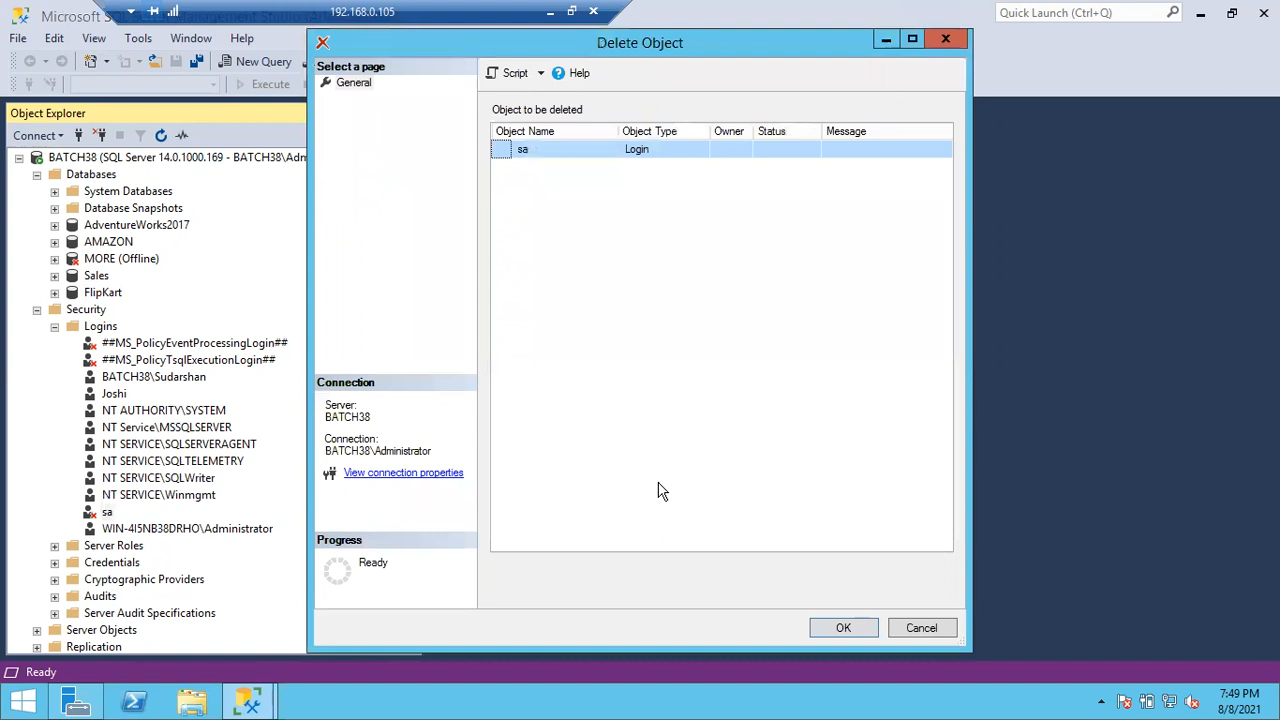 Microsoft SQL Server Management Studio
192.168.0.105
Quick Launch (Ctrl+Q)
File Edit View Tools Window Help
New Query
Execute
Object Explorer
Connect
BATCH38 (SQL Server 14.0.1000.169 - BATCH38\Adm
Databases
System Databases
Database Snapshots
AdventureWorks2017
AMAZON
MORE (Offline)
Sales
FlipKart
Security
Logins
##MS_PolicyEventProcessingLogin##
##MS_PolicyTsqlExecutionLogin##
BATCH38\Sudarshan
Joshi
NT AUTHORITY\SYSTEM
NT Service\MSSQLSERVER
NT SERVICE\SQLSERVERAGENT
NT SERVICE\SQLTELEMETRY
NT SERVICE\SQLWriter
NT SERVICE\Winmgmt
sa
WIN-4I5NB38DRHO\Administrator
Server Roles
Credentials
Cryptographic Providers
Audits
Server Audit Specifications
Server Objects
Replication
Delete Object
Select a page
General
Connection
Server:
BATCH38
Connection:
BATCH38\Administrator
View connection properties
Progress
Ready
Script Help
Object to be deleted
Object Name Object Type Owner Status Message
sa Login
OK Cancel
Ready
7:49 PM
8/8/2021